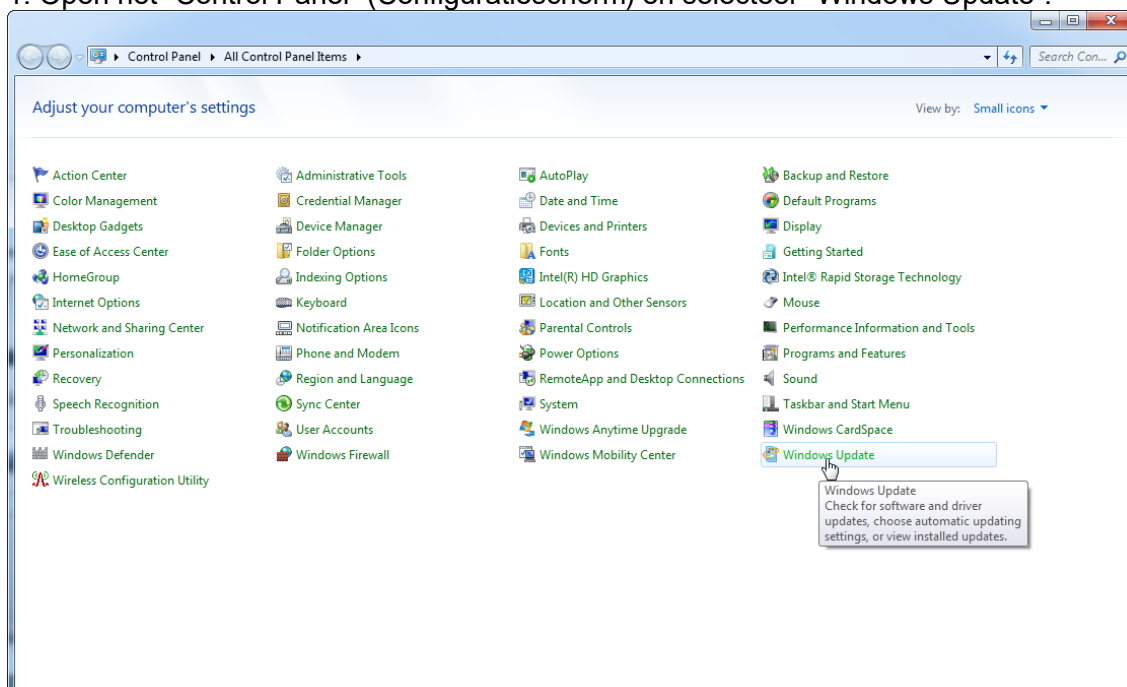 1. Open het "Control Panel" (Configuratiescherm) en selecteer "Windows Update".
Control Panel
All Control Panel Items
Search Con...
Adjust your computer's settings
View by: Small icons
Action Center
Administrative Tools
AutoPlay
Backup and Restore
Color Management
Credential Manager
Date and Time
Default Programs
Desktop Gadgets
Device Manager
Devices and Printers
Display
Ease of Access Center
Folder Options
Fonts
Getting Started
HomeGroup
Indexing Options
Intel(R) HD Graphics
Intel® Rapid Storage Technology
Internet Options
Keyboard
Location and Other Sensors
Mouse
Network and Sharing Center
Notification Area Icons
Parental Controls
Performance Information and Tools
Personalization
Phone and Modem
Power Options
Programs and Features
Recovery
Region and Language
RemoteApp and Desktop Connections
Sound
Speech Recognition
Sync Center
System
Taskbar and Start Menu
Troubleshooting
User Accounts
Windows Anytime Upgrade
Windows CardSpace
Windows Defender
Windows Firewall
Windows Mobility Center
Windows Update
Wireless Configuration Utility
Windows Update
Check for software and driver
updates, choose automatic updating
settings, or view installed updates.